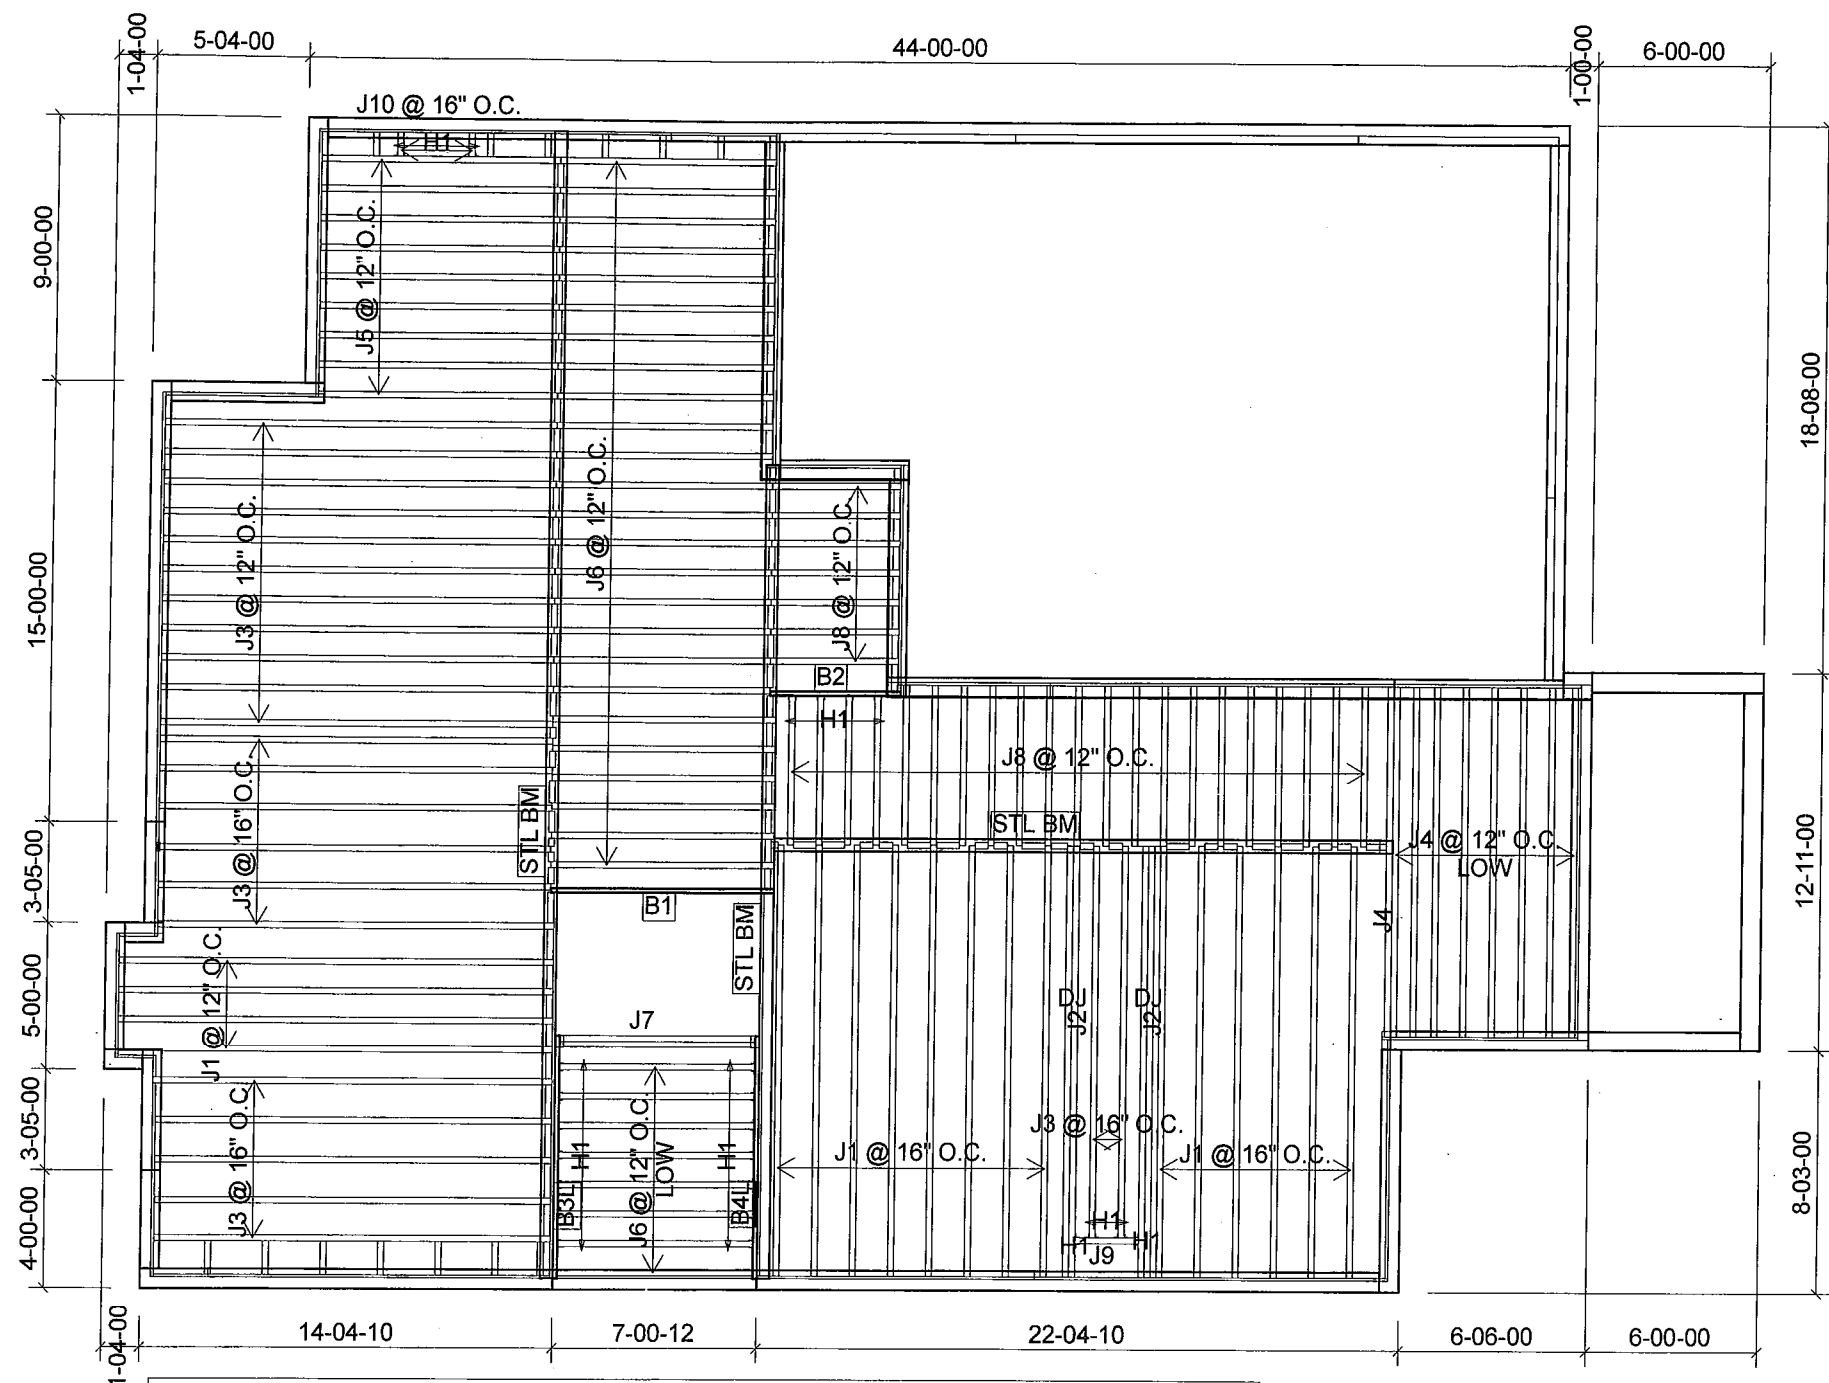 1-04-00
5-04-00
44-00-00
1-00-00
6-00-00
J10 @ 16" O.C.
H1
9-00-00
J5 @ 12" O.C.
18-08-00
J6 @ 12" O.C.
J3 @ 12" O.C.
J8 @ 12" O.C.
15-00-00
B2
H1
J8 @ 12" O.C.
STL BM
STL BM
J3 @ 16" O.C.
J4 @ 12" O.C.
LOW
3-05-00
B1
STL BM
J4
12-11-00
J1 @ 12" O.C.
5-00-00
J7
DJ
J2
DJ
J2
3-05-00
J3 @ 16" O.C.
H1
B3L
J6 @ 12" O.C.
LOW
H1
B4L
J3 @ 16" O.C.
J1 @ 16" O.C.
J1 @ 16" O.C.
8-03-00
4-00-00
H1
H1
H1
J9
1-04-00
14-04-10
7-00-12
22-04-10
6-06-00
6-00-00